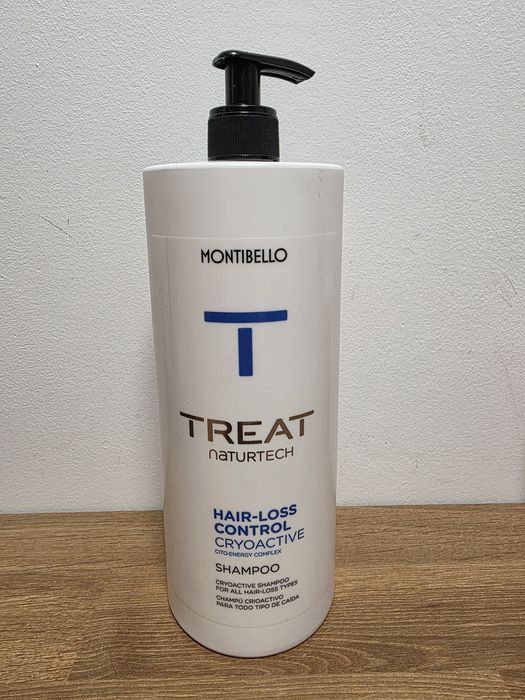 MONTIBELLO
T
TREAT
naTURTECH
HAIR-LOSS
CONTROL
CRYOACTIVE
CITO-ENERGY COMPLEX
SHAMPOO
CRYOACTIVE SHAMPOO
FOR ALL HAIR-LOSS TYPES
CHAMPÚ CRIOACTIVO
PARA TODO TIPO DE CAÍDA